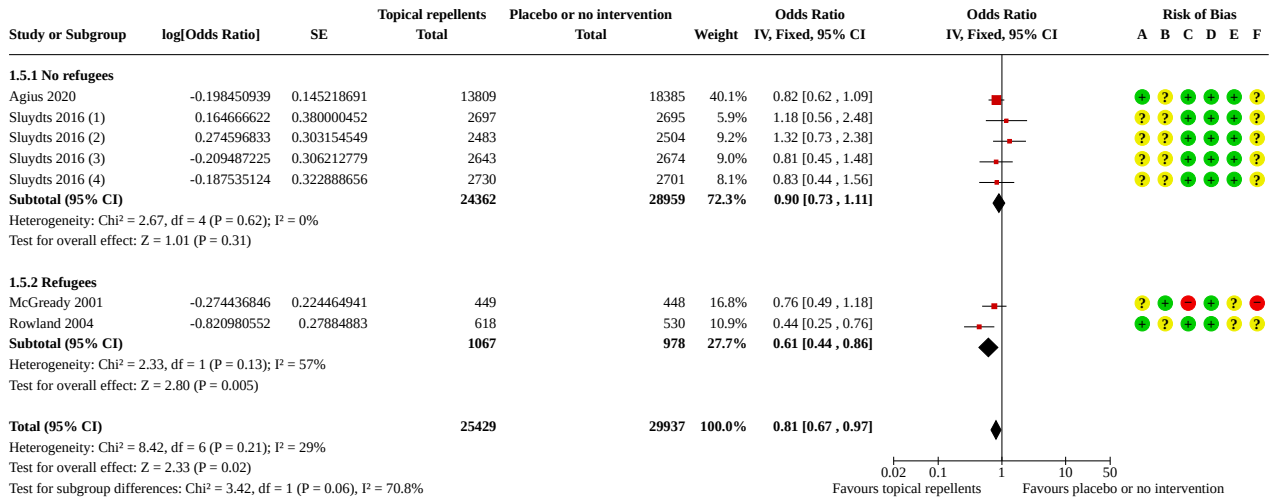 Topical repellents Placebo or no intervention Odds Ratio Odds Ratio Risk of Bias
Study or Subgroup log[Odds Ratio] SE Total Total Weight IV, Fixed, 95% CI IV, Fixed, 95% CI A B C D E F
1.5.1 No refugees
Agius 2020 -0.198450939 0.145218691 13809 18385 40.1% 0.82 [0.62 , 1.09] + ? + + + ?
Sluydts 2016 (1) 0.164666622 0.380000452 2697 2695 5.9% 1.18 [0.56 , 2.48] ? ? + + + ?
Sluydts 2016 (2) 0.274596833 0.303154549 2483 2504 9.2% 1.32 [0.73 , 2.38] ? ? + + + ?
Sluydts 2016 (3) -0.209487225 0.306212779 2643 2674 9.0% 0.81 [0.45 , 1.48] ? ? + + + ?
Sluydts 2016 (4) -0.187535124 0.322888656 2730 2701 8.1% 0.83 [0.44 , 1.56] ? ? + + + ?
Subtotal (95% CI) 24362 28959 72.3% 0.90 [0.73 , 1.11]
Heterogeneity: Chi² = 2.67, df = 4 (P = 0.62); I² = 0%
Test for overall effect: Z = 1.01 (P = 0.31)
1.5.2 Refugees
McGready 2001 -0.274436846 0.224464941 449 448 16.8% 0.76 [0.49 , 1.18] ? + − + ? −
Rowland 2004 -0.820980552 0.27884883 618 530 10.9% 0.44 [0.25 , 0.76] + ? + + ? ?
Subtotal (95% CI) 1067 978 27.7% 0.61 [0.44 , 0.86]
Heterogeneity: Chi² = 2.33, df = 1 (P = 0.13); I² = 57%
Test for overall effect: Z = 2.80 (P = 0.005)
Total (95% CI) 25429 29937 100.0% 0.81 [0.67 , 0.97]
Heterogeneity: Chi² = 8.42, df = 6 (P = 0.21); I² = 29%
Test for overall effect: Z = 2.33 (P = 0.02) 0.02 0.1 1 10 50
Test for subgroup differences: Chi² = 3.42, df = 1 (P = 0.06), I² = 70.8% Favours topical repellents Favours placebo or no intervention